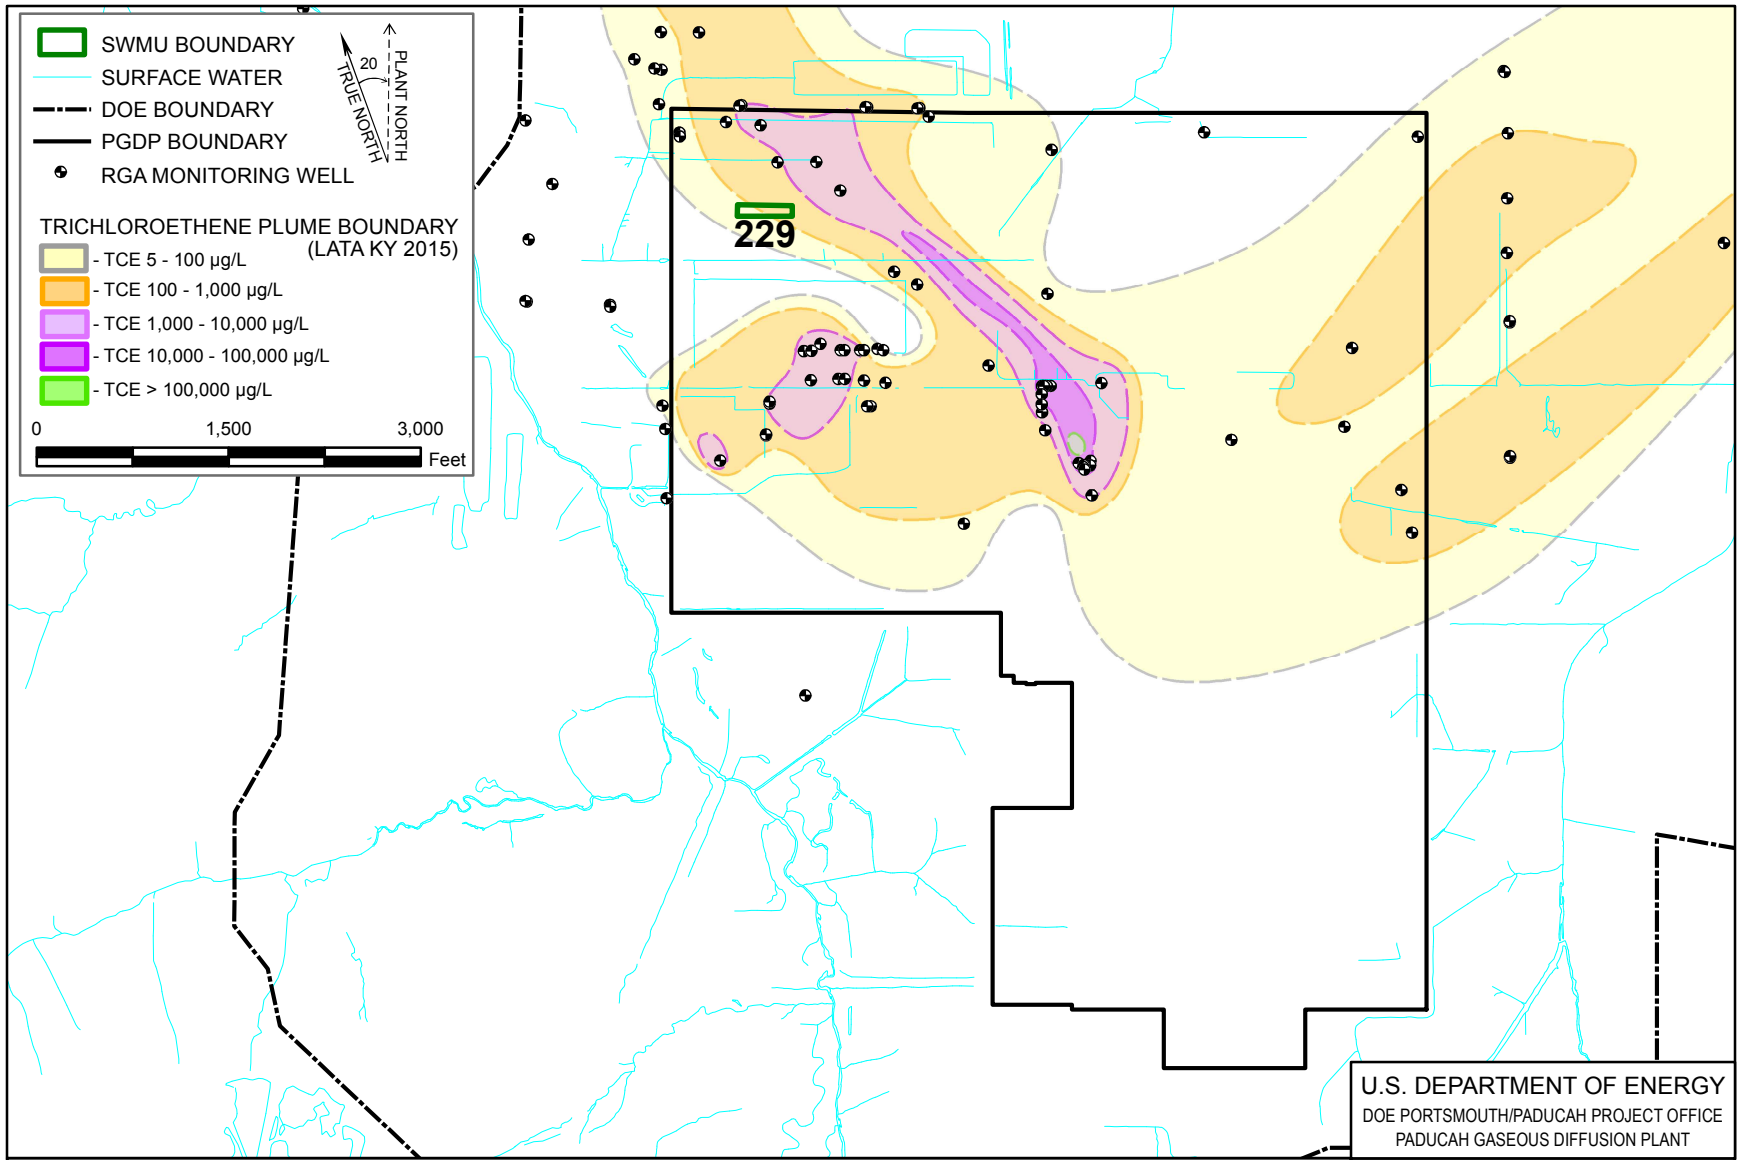 SWMU BOUNDARY
SURFACE WATER
DOE BOUNDARY
PGDP BOUNDARY
RGA MONITORING WELL
20
TRUE NORTH
PLANT NORTH
TRICHLOROETHENE PLUME BOUNDARY
(LATA KY 2015)
- TCE 5 - 100 µg/L
- TCE 100 - 1,000 µg/L
- TCE 1,000 - 10,000 µg/L
- TCE 10,000 - 100,000 µg/L
- TCE > 100,000 µg/L
0 1,500 3,000
Feet
229
U.S. DEPARTMENT OF ENERGY
DOE PORTSMOUTH/PADUCAH PROJECT OFFICE
PADUCAH GASEOUS DIFFUSION PLANT